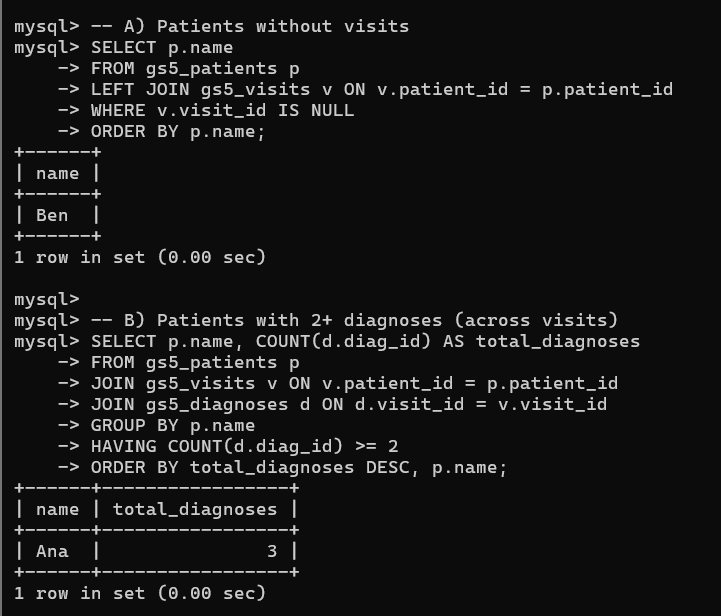 mysql> -- A) Patients without visits
mysql> SELECT p.name
    -> FROM gs5_patients p
    -> LEFT JOIN gs5_visits v ON v.patient_id = p.patient_id
    -> WHERE v.visit_id IS NULL
    -> ORDER BY p.name;
+------+
| name |
+------+
| Ben  |
+------+
1 row in set (0.00 sec)

mysql>
mysql> -- B) Patients with 2+ diagnoses (across visits)
mysql> SELECT p.name, COUNT(d.diag_id) AS total_diagnoses
    -> FROM gs5_patients p
    -> JOIN gs5_visits v ON v.patient_id = p.patient_id
    -> JOIN gs5_diagnoses d ON d.visit_id = v.visit_id
    -> GROUP BY p.name
    -> HAVING COUNT(d.diag_id) >= 2
    -> ORDER BY total_diagnoses DESC, p.name;
+------+-----------------+
| name | total_diagnoses |
+------+-----------------+
| Ana  |               3 |
+------+-----------------+
1 row in set (0.00 sec)